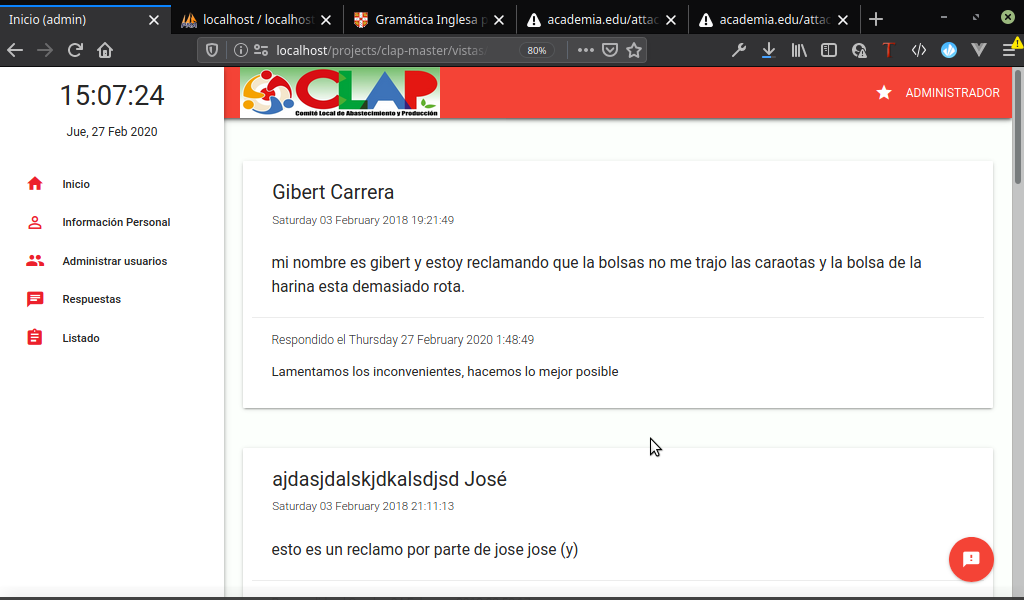 Inicio (admin)
localhost / localhost
Gramática Inglesa p
academia.edu/attac
academia.edu/attac
localhost/projects/clap-master/vistas
80%
15:07:24
Jue, 27 Feb 2020
Inicio
Información Personal
Administrar usuarios
Respuestas
Listado
CLAP
Comité Local de Abastecimiento y Producción
ADMINISTRADOR
Gibert Carrera
Saturday 03 February 2018 19:21:49
mi nombre es gibert y estoy reclamando que la bolsas no me trajo las caraotas y la bolsa de la
harina esta demasiado rota.
Respondido el Thursday 27 February 2020 1:48:49
Lamentamos los inconvenientes, hacemos lo mejor posible
ajdasjdalskjdkalsdjsd José
Saturday 03 February 2018 21:11:13
esto es un reclamo por parte de jose jose (y)